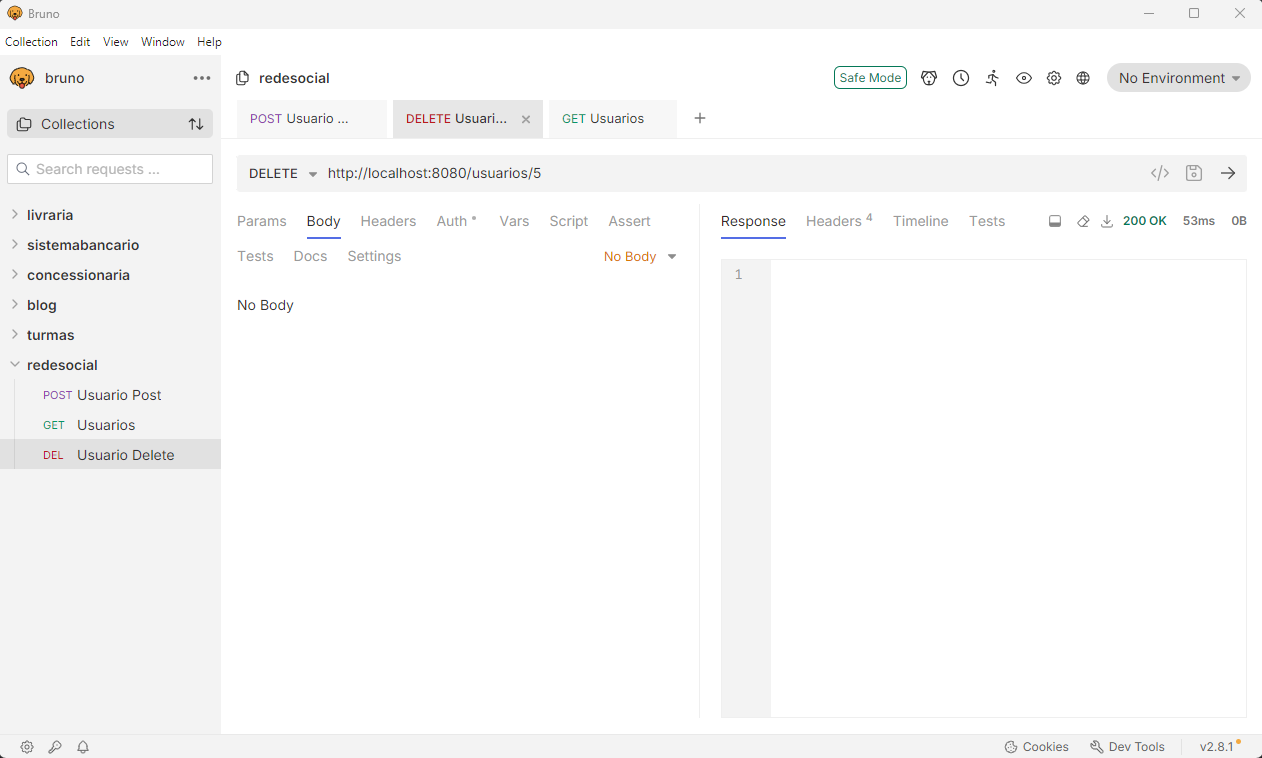 Bruno
Collection Edit View Window Help
bruno
redesocial
Safe Mode
No Environment
Collections
POST Usuario ...
DELETE Usuari...
GET Usuarios
Search requests ...
DELETE http://localhost:8080/usuarios/5
livraria
sistemabancario
concessionaria
blog
turmas
redesocial
POST Usuario Post
GET Usuarios
DEL Usuario Delete
Params Body Headers Auth Vars Script Assert
Tests Docs Settings No Body
No Body
Response Headers 4 Timeline Tests 200 OK 53ms 0B
1
Cookies Dev Tools v2.8.1